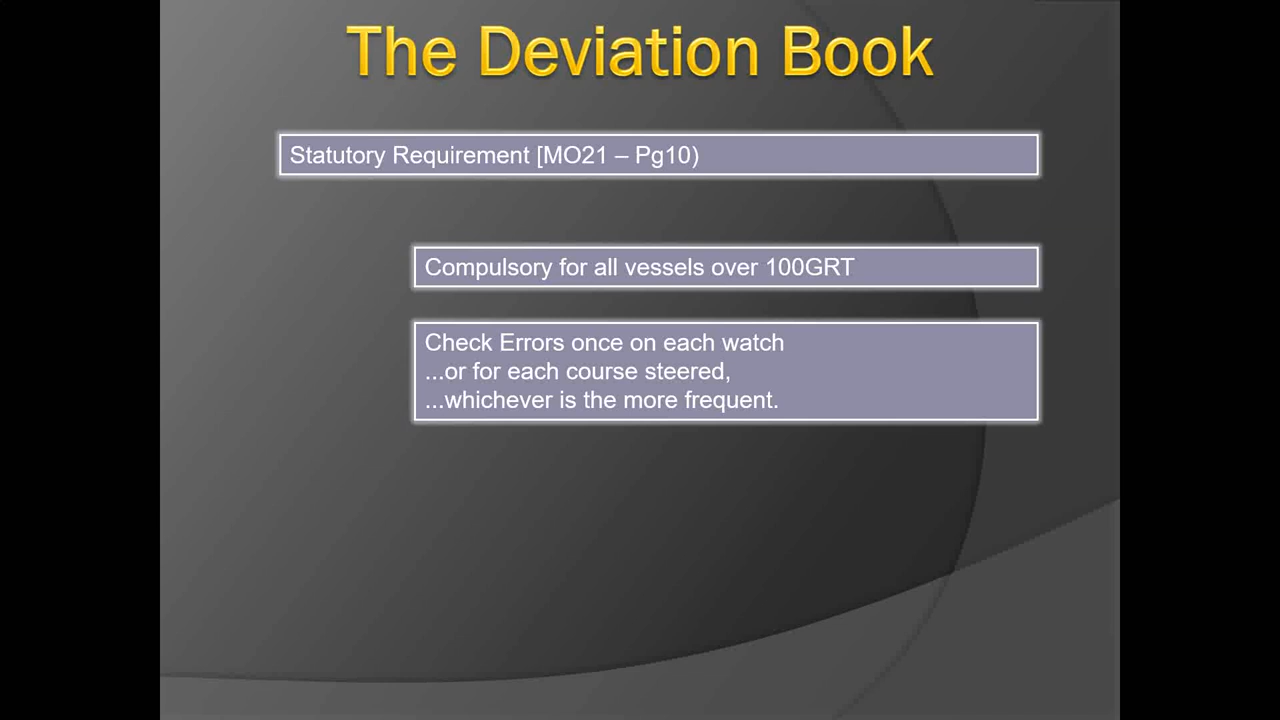 The Deviation Book
Statutory Requirement [MO21 – Pg10)
Compulsory for all vessels over 100GRT
Check Errors once on each watch
...or for each course steered,
...whichever is the more frequent.